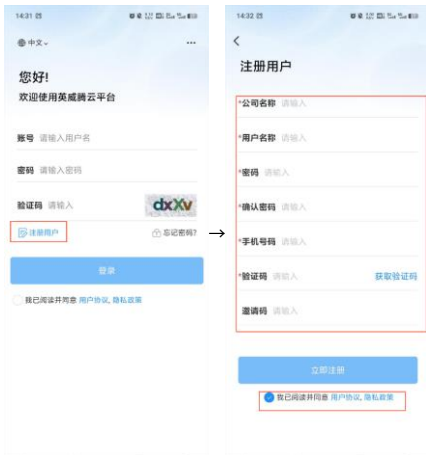 14:31
中文
您好!
欢迎使用英威腾云平台
账号 请输入用户名
密码 请输入密码
验证码 请输入 dxXv
注册用户 忘记密码?
登录
我已阅读并同意 用户协议, 隐私政策
14:32
注册用户
*公司名称 请输入
*用户名称 请输入
*密码 请输入
*确认密码 请输入
*手机号码 请输入
*验证码 请输入 获取验证码
邀请码 请输入
立即注册
我已阅读并同意 用户协议, 隐私政策